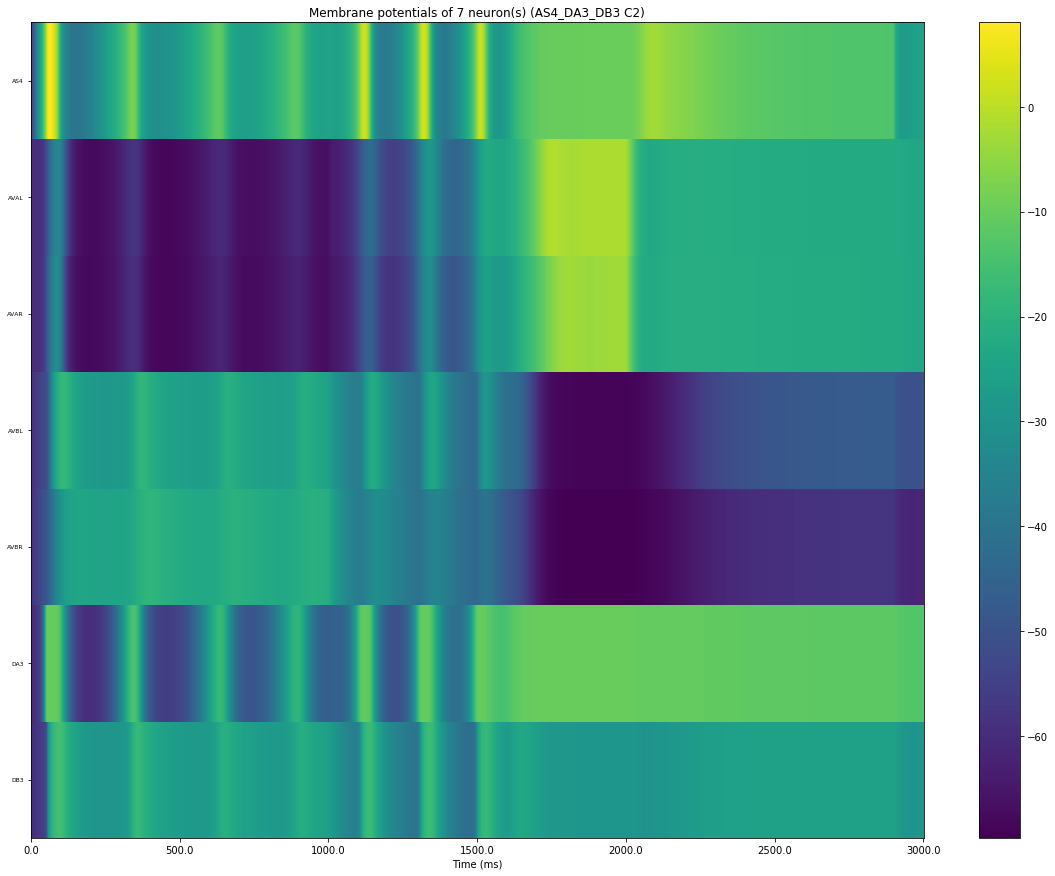 Membrane potentials of 7 neuron(s) (AS4_DA3_DB3 C2)
AS4
AVAL
AVAR
AVBL
AVBR
DA3
DB3
0.0 500.0 1000.0 1500.0 2000.0 2500.0 3000.0
Time (ms)
0
−10
−20
−30
−40
−50
−60